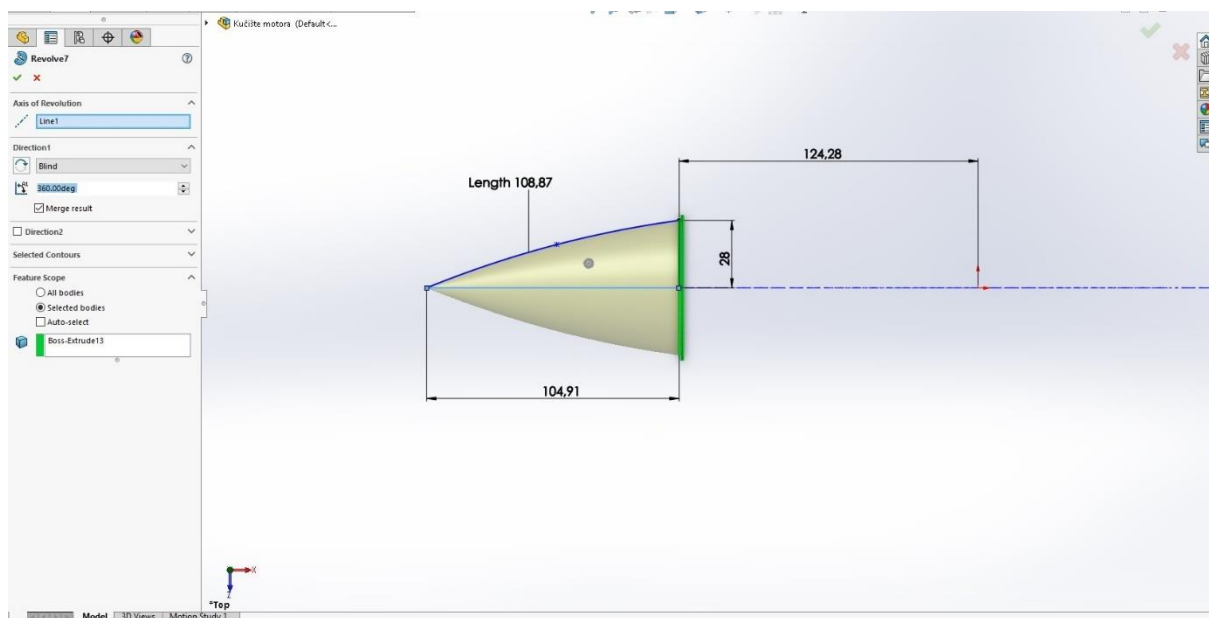 Kučište motora (Default<...
Revolve7
Axis of Revolution
Line1
Direction1
Blind
360.00deg
Merge result
Direction2
Selected Contours
Feature Scope
All bodies
Selected bodies
Auto-select
Boss-Extrude13
124,28
Length 108,87
28
104,91
X
Z
*Top
Model 3D Views Motion Study 1